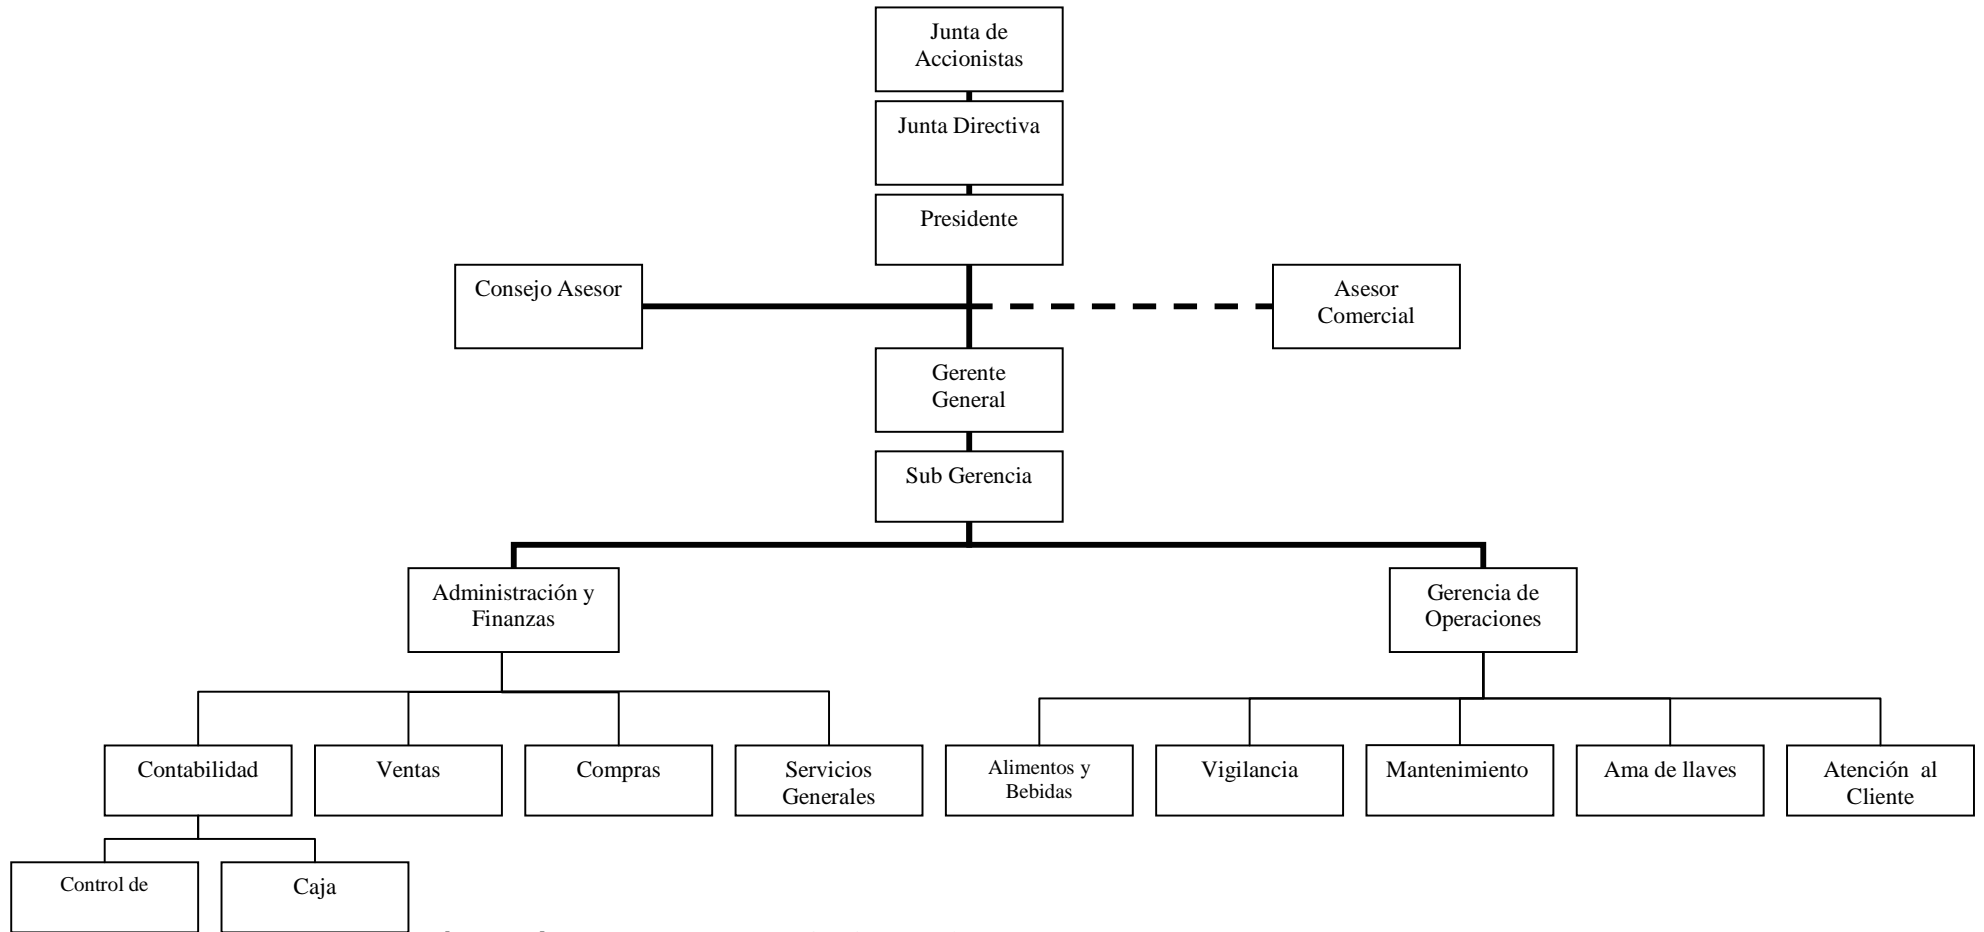 Junta de
Accionistas
Junta Directiva
Presidente
Consejo Asesor
Asesor
Comercial
Gerente
General
Sub Gerencia
Administración y
Finanzas
Gerencia de
Operaciones
Contabilidad
Ventas
Compras
Servicios
Generales
Alimentos y
Bebidas
Vigilancia
Mantenimiento
Ama de llaves
Atención al
Cliente
Control de
Caja